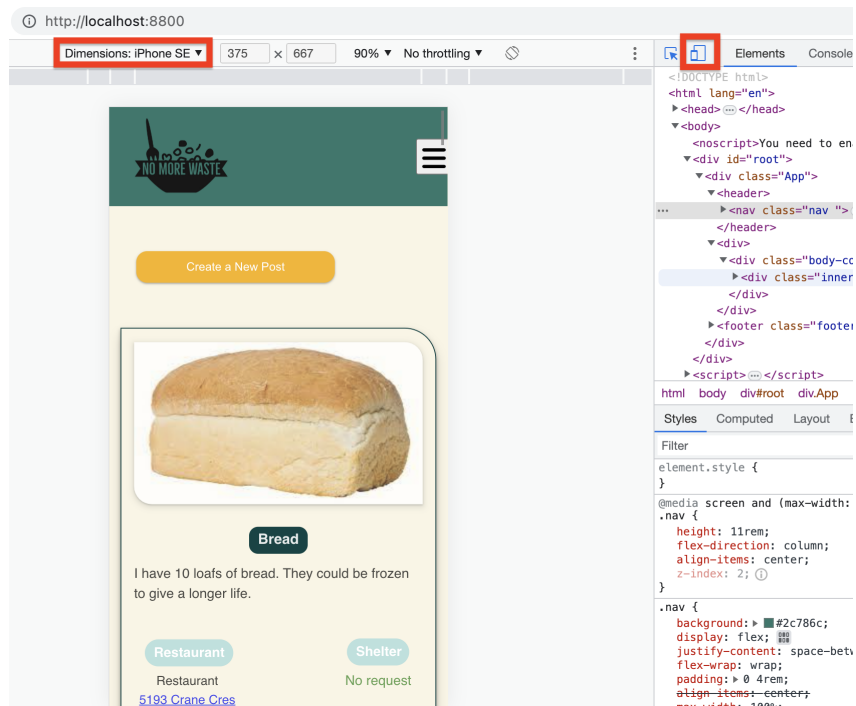 http://localhost:8800
Dimensions: iPhone SE ▼ 375 × 667 90% ▼ No throttling ▼
Elements Console
<!DOCTYPE html>
<html lang="en">
▶<head>…</head>
▼<body>
<noscript>You need to en
▼<div id="root">
▼<div class="App">
▼<header>
… ▶<nav class="nav ">
</header>
▼<div>
▼<div class="body-co
▶<div class="inner
</div>
</div>
▶<footer class="footer
</div>
</div>
▶<script>…</script>
html body div#root div.App
Styles Computed Layout E
Filter
element.style {
}
@media screen and (max-width:
.nav {
height: 11rem;
flex-direction: column;
align-items: center;
z-index: 2;
}
.nav {
background: ▶ #2c786c;
display: flex;
justify-content: space-betw
flex-wrap: wrap;
padding: ▶ 0 4rem;
align-items: center;
max-width: 100%;
NO MORE WASTE
Create a New Post
Bread
I have 10 loafs of bread. They could be frozen
to give a longer life.
Restaurant Shelter
Restaurant No request
5193 Crane Cres